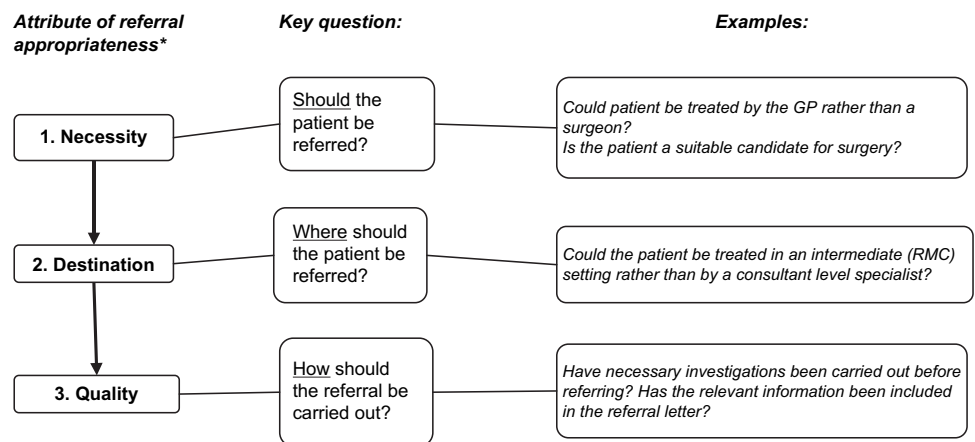 Attribute of referral
appropriateness*
Key question:
Examples:
1. Necessity
Should the
patient be
referred?
Could patient be treated by the GP rather than a
surgeon?
Is the patient a suitable candidate for surgery?
2. Destination
Where should
the patient be
referred?
Could the patient be treated in an intermediate (RMC)
setting rather than by a consultant level specialist?
3. Quality
How should
the referral be
carried out?
Have necessary investigations been carried out before
referring? Has the relevant information been included
in the referral letter?